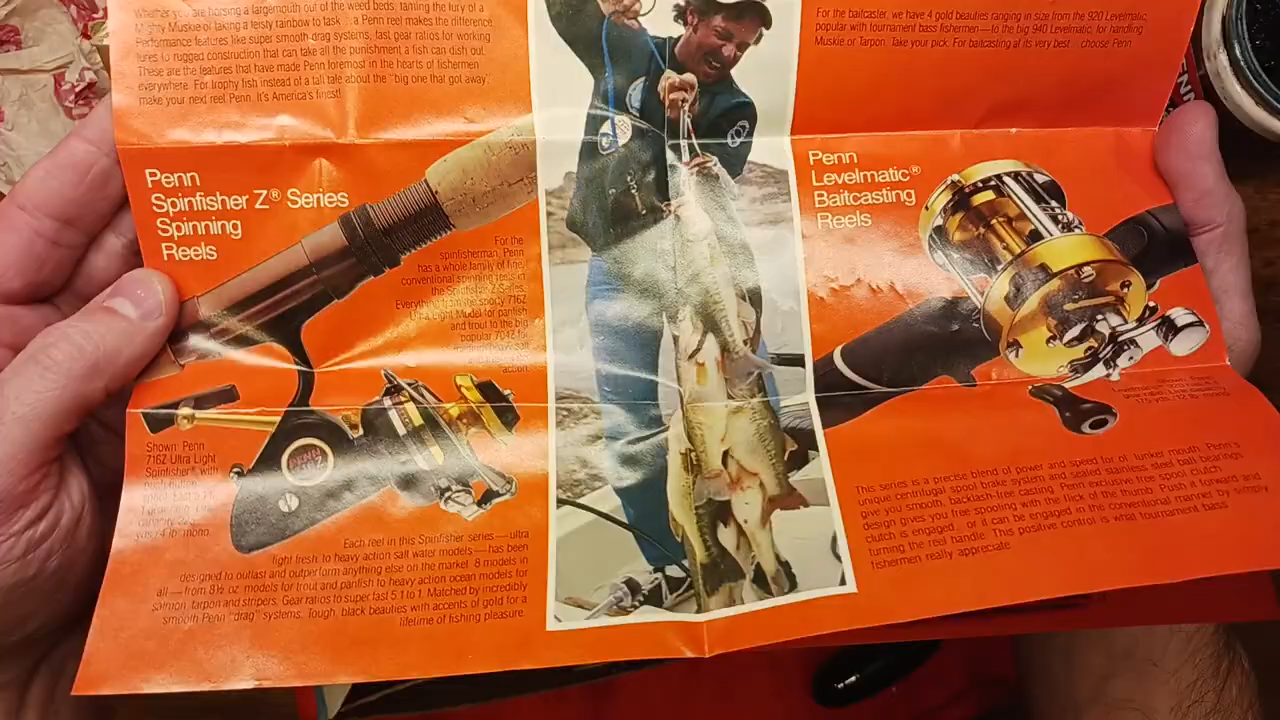 Whether you are horsing a largemouth out of the weed beds, taming the fury of a
Mighty Muskie or taking a feisty rainbow to task . . . a Penn reel makes the difference.
Performance features like super smooth drag systems, fast gear ratios for working
lures to rugged construction that can take all the punishment a fish can dish out.
These are the features that have made Penn foremost in the hearts of fishermen
everywhere. For trophy fish instead of a tall tale about the "big one that got away",
make your next reel Penn. It's America's finest!
Penn
Spinfisher Z® Series
Spinning
Reels
For the
spinfisherman, Penn
has a whole family of fine,
conventional spinning reels in
the Spinfisher Z Series.
Everything from the sporty 716Z
Ultra Light Model for panfish
and trout to the big
popular 704Z for
action.
Shown: Penn
716Z Ultra Light
Spinfisher® with
yds/4 lb mono
Each reel in this Spinfisher series—ultra
light fresh, to heavy action salt water models—has been
designed to outlast and outperform anything else on the market. 8 models in
all—from 8½ oz. models for trout and panfish to heavy action ocean models for
salmon, tarpon and stripers. Gear ratios to super fast 5.1 to 1. Matched by incredibly
smooth Penn "drag" systems. Tough, black beauties with accents of gold for a
lifetime of fishing pleasure.
For the baitcaster, we have 4 gold beauties ranging in size from the 920 Levelmatic,
popular with tournament bass fishermen—to the big 940 Levelmatic, for handling
Muskie or Tarpon. Take your pick. For baitcasting at its very best . . . choose Penn.
Penn
Levelmatic®
Baitcasting
Reels
Shown: Penn
175 yds./12 lb. mono
This series is a precise blend of power and speed for ol' bunker mouth. Penn's
unique centrifugal spool brake system and sealed stainless steel ball bearings
give you smooth, backlash-free casting. Penn exclusive free spool clutch
design gives you free spooling with the flick of the thumb. Push it forward and
clutch is engaged . . . or it can be engaged in the conventional manner by simply
turning the reel handle. This positive control is what tournament bass
fishermen really appreciate.
PENN